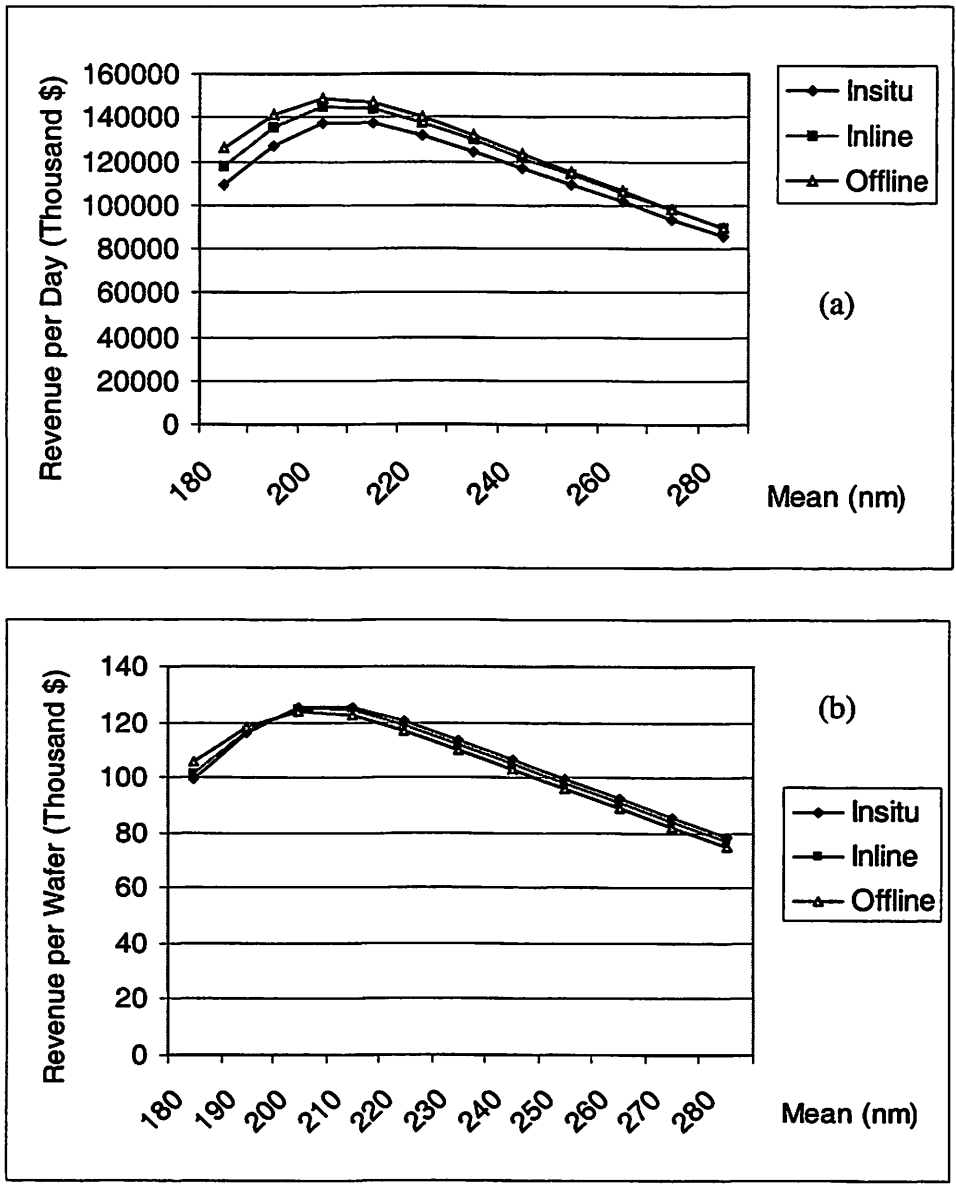 Revenue per Day (Thousand $)
160000
140000
120000
100000
80000
60000
40000
20000
0
180
200
220
240
260
280
Mean (nm)
Insitu
Inline
Offline
(a)
Revenue per Wafer (Thousand $)
140
120
100
80
60
40
20
0
180
190
200
210
220
230
240
250
260
270
280
Mean (nm)
(b)
Insitu
Inline
Offline